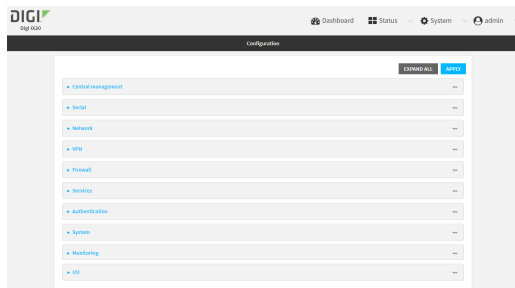 DIGI
Digi IX20
Dashboard Status System admin
Configuration
EXPAND ALL APPLY
Central management
Serial
Network
VPN
Firewall
Services
Authentication
System
Monitoring
I/O